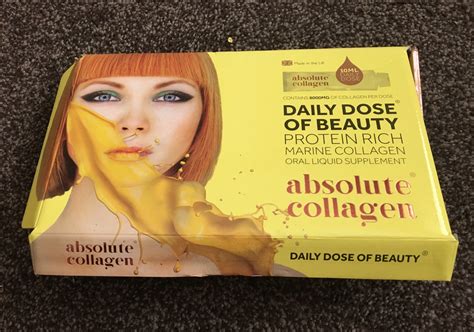 Made in the UK
absolute
collagen
10ML
CONTAINS 8000MG OF COLLAGEN PER DOSE
DAILY DOSE
OF BEAUTY
PROTEIN RICH
MARINE COLLAGEN
ORAL LIQUID SUPPLEMENT
absolute
collagen®
absolute
collagen
DAILY DOSE OF BEAUTY®